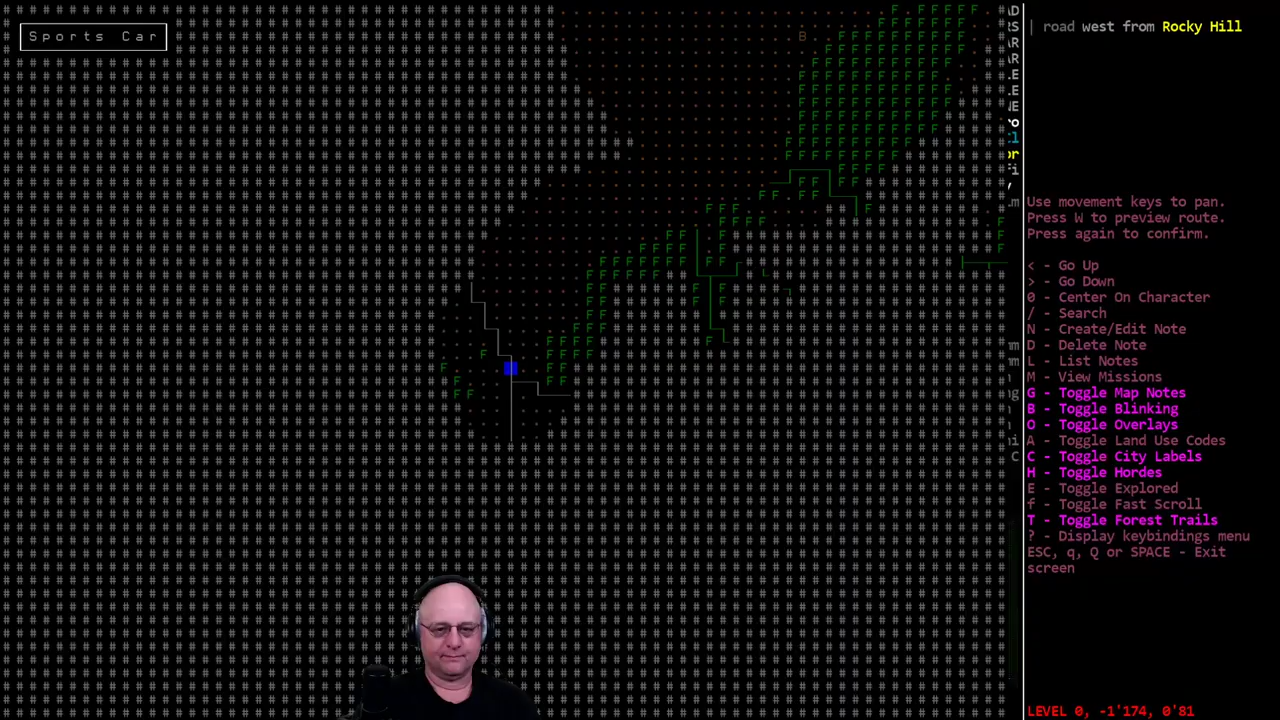 Sports Car
road west from Rocky Hill
Use movement keys to pan.
Press W to preview route.
Press again to confirm.
< - Go Up
> - Go Down
0 - Center On Character
/ - Search
N - Create/Edit Note
D - Delete Note
L - List Notes
M - View Missions
G - Toggle Map Notes
B - Toggle Blinking
O - Toggle Overlays
A - Toggle Land Use Codes
C - Toggle City Labels
H - Toggle Hordes
E - Toggle Explored
f - Toggle Fast Scroll
T - Toggle Forest Trails
? - Display keybindings menu
ESC, q, Q or SPACE - Exit
screen
LEVEL 0, -1'174, 0'81